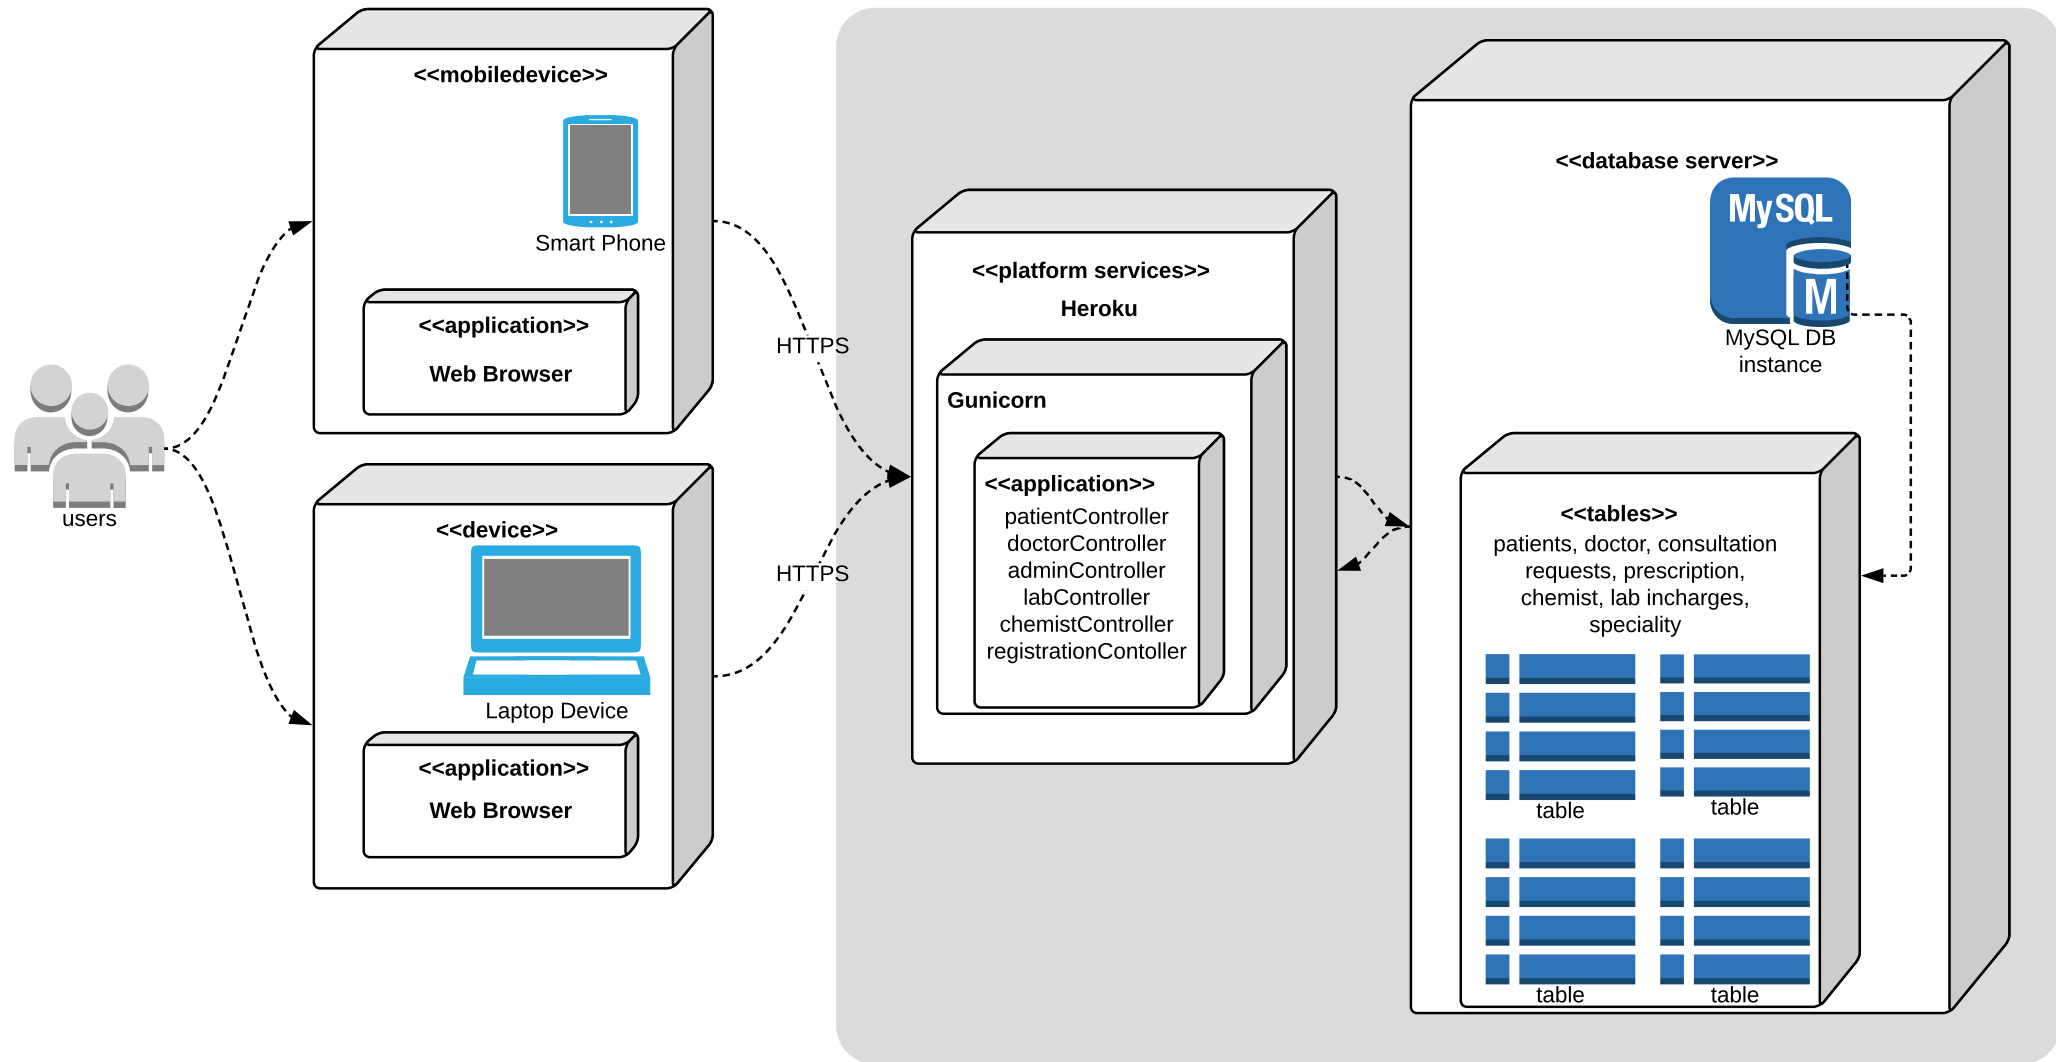 <<mobiledevice>>
Smart Phone
<<application>>
Web Browser
users
<<device>>
Laptop Device
<<application>>
Web Browser
HTTPS
HTTPS
<<platform services>>
Heroku
Gunicorn
<<application>>
patientController
doctorController
adminController
labController
chemistController
registrationContoller
<<database server>>
MySQL
M
MySQL DB
instance
<<tables>>
patients, doctor, consultation
requests, prescription,
chemist, lab incharges,
speciality
table
table
table
table